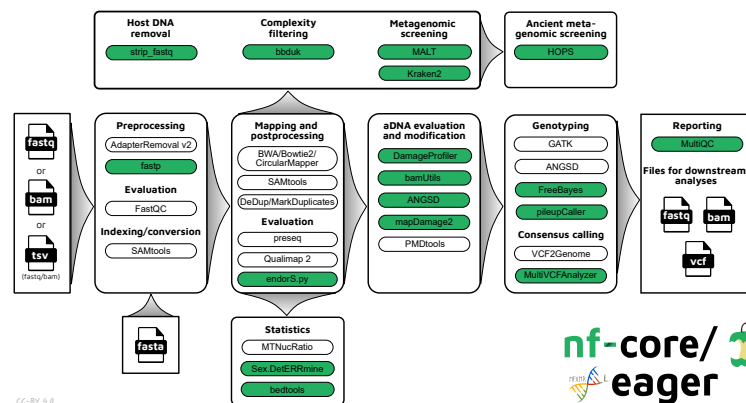 Host DNA
removal
strip_fastq
Complexity
filtering
bbduk
Metagenomic
screening
MALT
Kraken2
Ancient meta-
genomic screening
HOPS
fastq
or
bam
or
tsv
(fastq/bam)
Preprocessing
AdapterRemoval v2
fastp
Evaluation
FastQC
Indexing/conversion
SAMtools
fasta
Mapping and
postprocessing
BWA/Bowtie2/
CircularMapper
SAMtools
DeDup/MarkDuplicates
Evaluation
preseq
Qualimap 2
endorS.py
Statistics
MTNucRatio
Sex.DetERRmine
bedtools
aDNA evaluation
and modification
DamageProfiler
bamUtils
ANGSD
mapDamage2
PMDtools
Genotyping
GATK
ANGSD
FreeBayes
pileupCaller
Consensus calling
VCF2Genome
MultiVCFAnalyzer
Reporting
MultiQC
Files for downstream
analyses
fastq
bam
vcf
nf-core/
eager
CC-BY 4.0